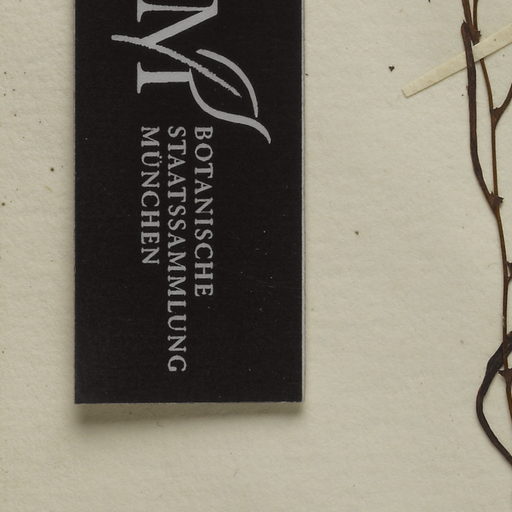 M
BOTANISCHE
STAATSSAMMLUNG
MÜNCHEN